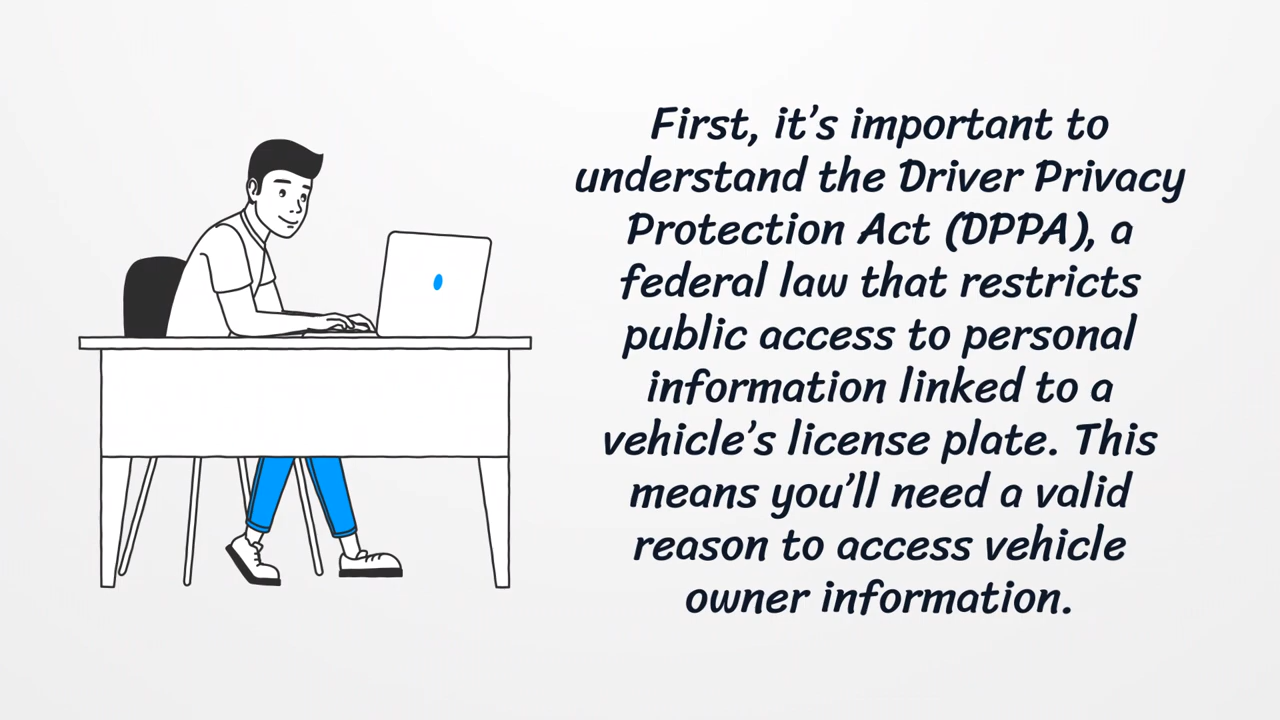 First, it's important to
understand the Driver Privacy
Protection Act (DPPA), a
federal law that restricts
public access to personal
information linked to a
vehicle's license plate. This
means you'll need a valid
reason to access vehicle
owner information.